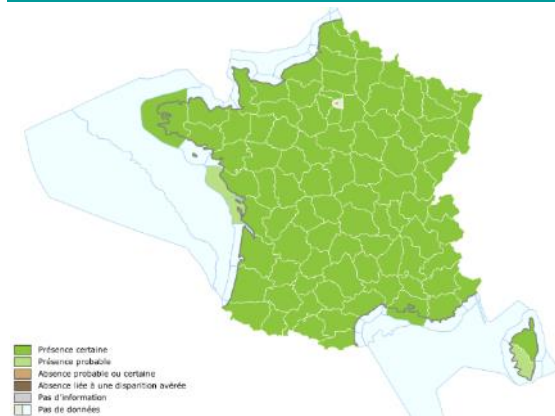 Présence certaine
Présence probable
Absence probable ou certaine
Absence liée à une disparition avérée
Pas d'information
Pas de données